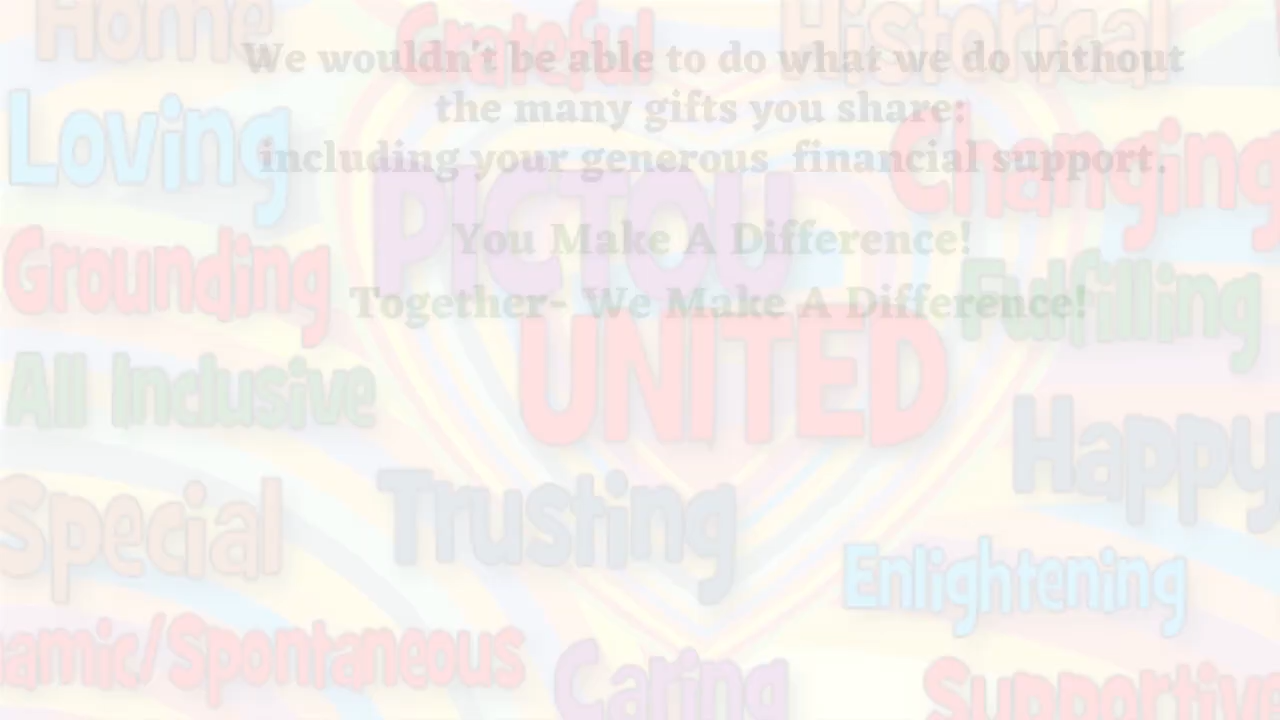 Home
Grateful
Historical
We wouldn't be able to do what we do without
the many gifts you share:
including your generous financial support.
You Make A Difference!
Together- We Make A Difference!
Loving
Changing
PICTOU
UNITED
Grounding
Fulfilling
All Inclusive
Happy
Special
Trusting
Enlightening
amic/Spontaneous
Caring
Supportive